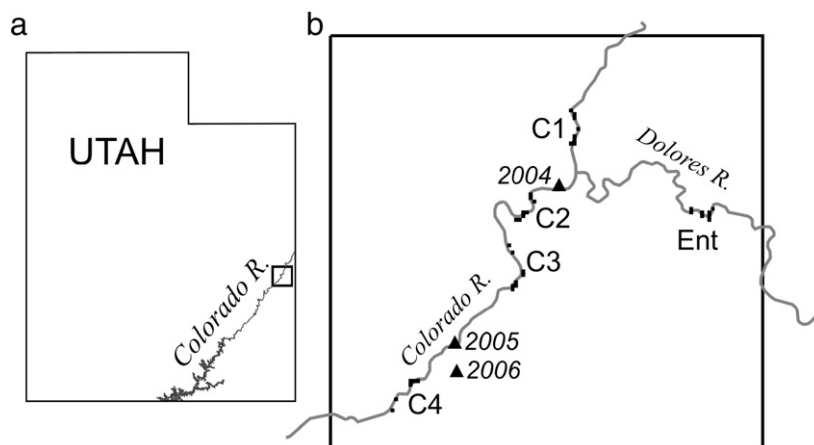 a
UTAH
Colorado R.
b
C1
Dolores R.
2004
C2
Ent
C3
Colorado R.
2005
2006
C4